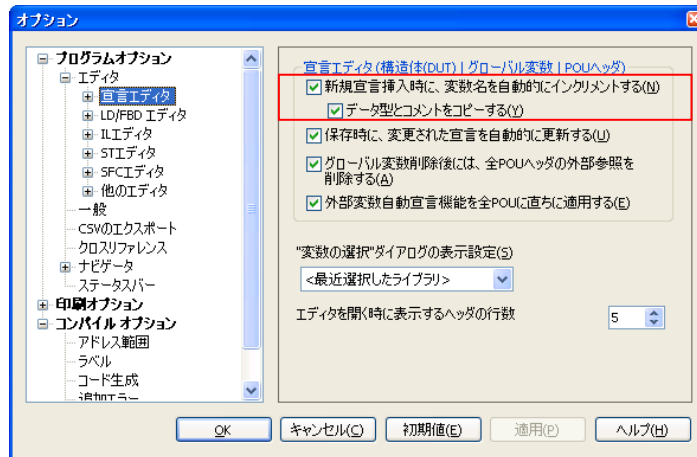 オプション
プログラムオプション
エディタ
宣言エディタ
LD/FBD エディタ
ILエディタ
STエディタ
SFCエディタ
他のエディタ
一般
CSVのエクスポート
クロスリファレンス
ナビゲータ
ステータスバー
印刷オプション
コンパイル オプション
アドレス範囲
ラベル
コード生成
追加エラー
宣言エディタ(構造体(DUT) | グローバル変数 | POUヘッダ)
新規宣言挿入時に、変数名を自動的にインクリメントする(N)
データ型とコメントをコピーする(Y)
保存時に、変更された宣言を自動的に更新する(U)
グローバル変数削除後には、全POUヘッダの外部参照を
削除する(A)
外部変数自動宣言機能を全POUに直ちに適用する(E)
"変数の選択"ダイアログの表示設定(S)
<最近選択したライブラリ>
エディタを開く時に表示するヘッダの行数
5
OK
キャンセル(C)
初期値(E)
適用(P)
ヘルプ(H)